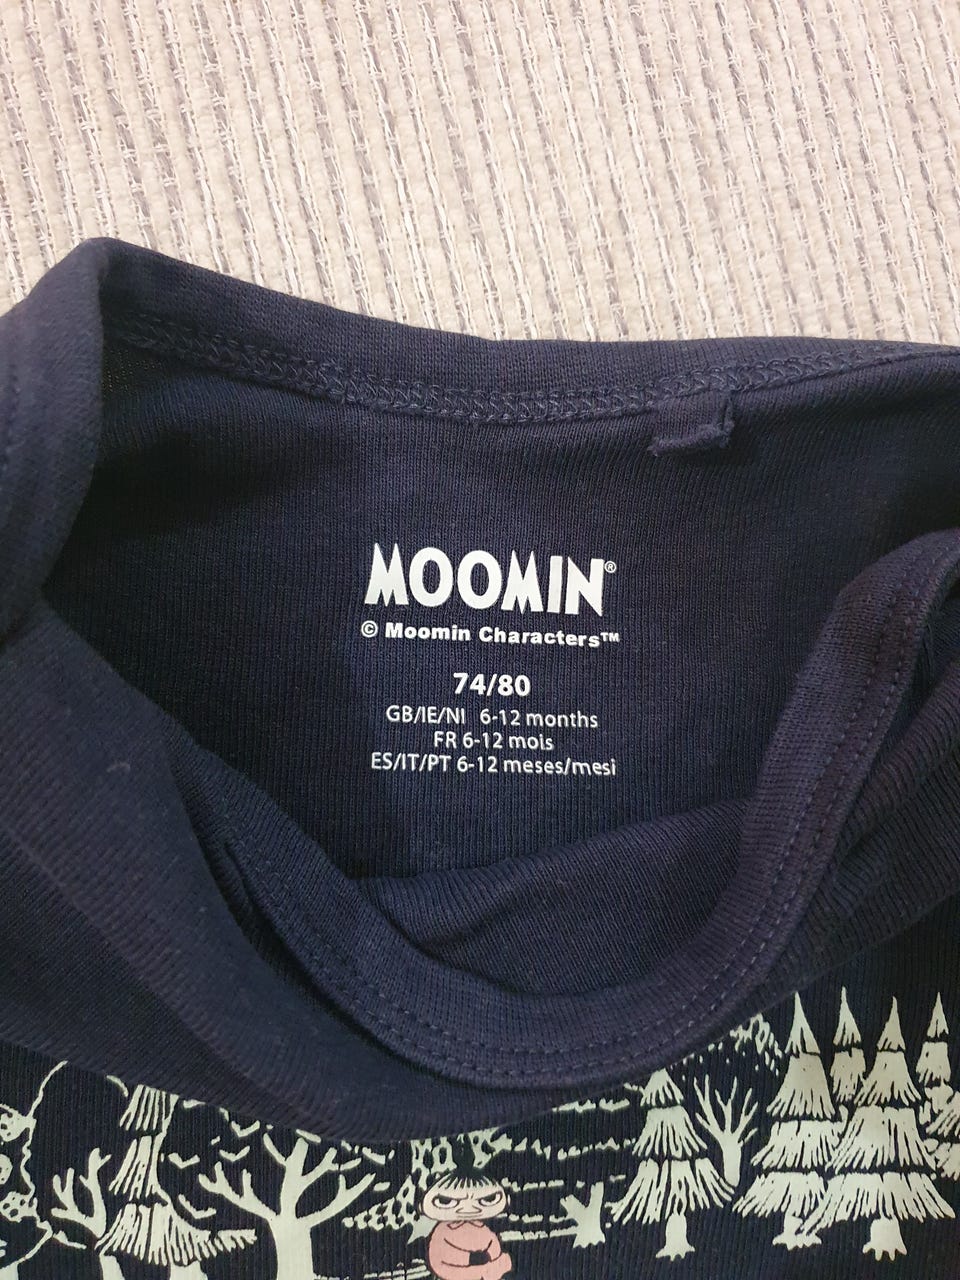 MOOMIN®
© Moomin Characters™
74/80
GB/IE/NI 6-12 months
FR 6-12 mois
ES/IT/PT 6-12 meses/mesi